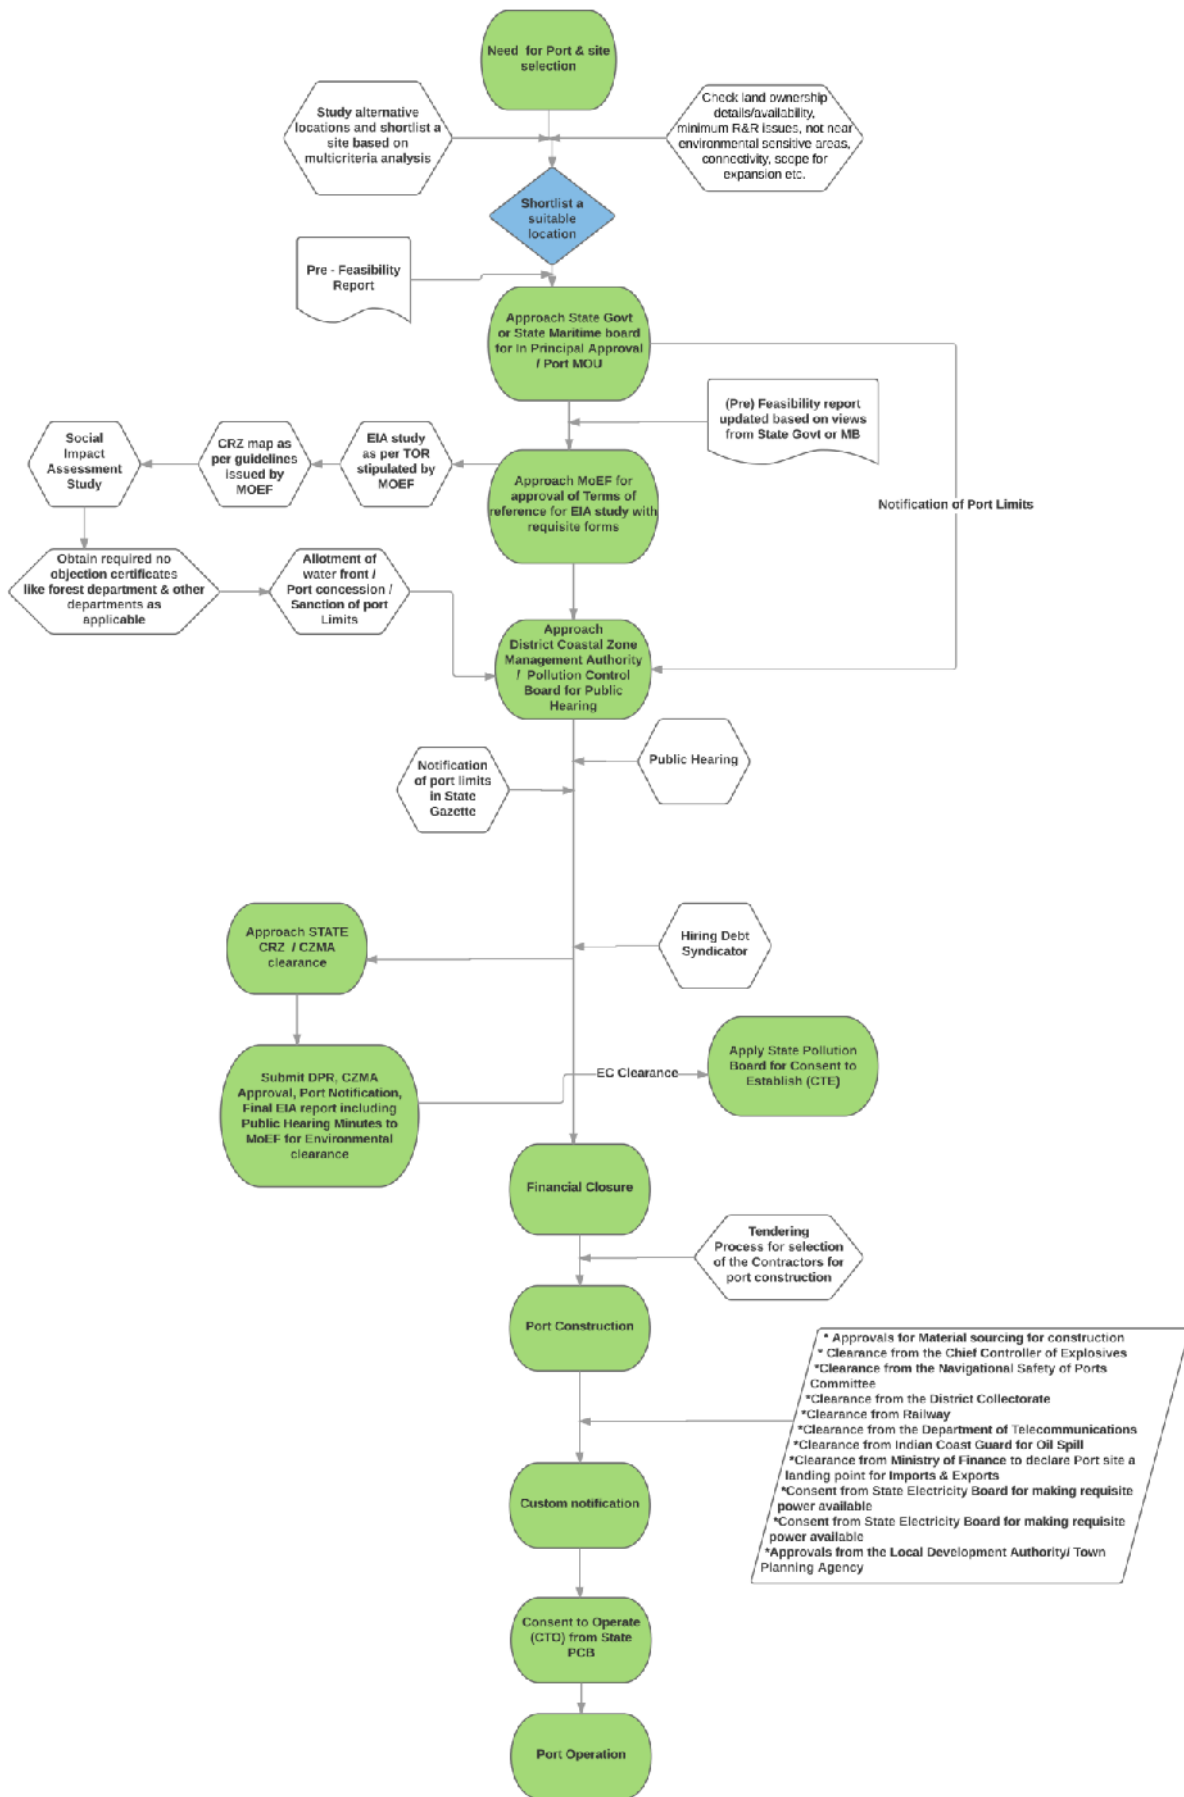 Need for Port & site
selection
Study alternative
locations and shortlist a
site based on
multicriteria analysis
Check land ownership
details/availability,
minimum R&R issues, not near
environmental sensitive areas,
connectivity, scope for
expansion etc.
Shortlist a
suitable
location
Pre - Feasibility
Report
Approach State Govt
or State Maritime board
for In Principal Approval
/ Port MOU
(Pre) Feasibility report
updated based on views
from State Govt or MB
Social
Impact
Assessment
Study
CRZ map as
per guidelines
issued by
MOEF
EIA study
as per TOR
stipulated by
MOEF
Approach MoEF for
approval of Terms of
reference for EIA study with
requisite forms
Notification of Port Limits
Obtain required no
objection certificates
like forest department & other
departments as
applicable
Allotment of
water front /
Port concession /
Sanction of port
Limits
Approach
District Coastal Zone
Management Authority
/ Pollution Control
Board for Public
Hearing
Public Hearing
Notification
of port limits
in State
Gazette
Approach STATE
CRZ / CZMA
clearance
Hiring Debt
Syndicator
Submit DPR, CZMA
Approval, Port Notification,
Final EIA report including
Public Hearing Minutes to
MoEF for Environmental
clearance
EC Clearance
Apply State Pollution
Board for Consent to
Establish (CTE)
Financial Closure
Tendering
Process for selection
of the Contractors for
port construction
Port Construction
* Approvals for Material sourcing for construction
* Clearance from the Chief Controller of Explosives
*Clearance from the Navigational Safety of Ports
Committee
*Clearance from the District Collectorate
*Clearance from Railway
*Clearance from the Department of Telecommunications
*Clearance from Indian Coast Guard for Oil Spill
*Clearance from Ministry of Finance to declare Port site a
landing point for Imports & Exports
*Consent from State Electricity Board for making requisite
power available
*Consent from State Electricity Board for making requisite
power available
*Approvals from the Local Development Authority/ Town
Planning Agency
Custom notification
Consent to Operate
(CTO) from State
PCB
Port Operation